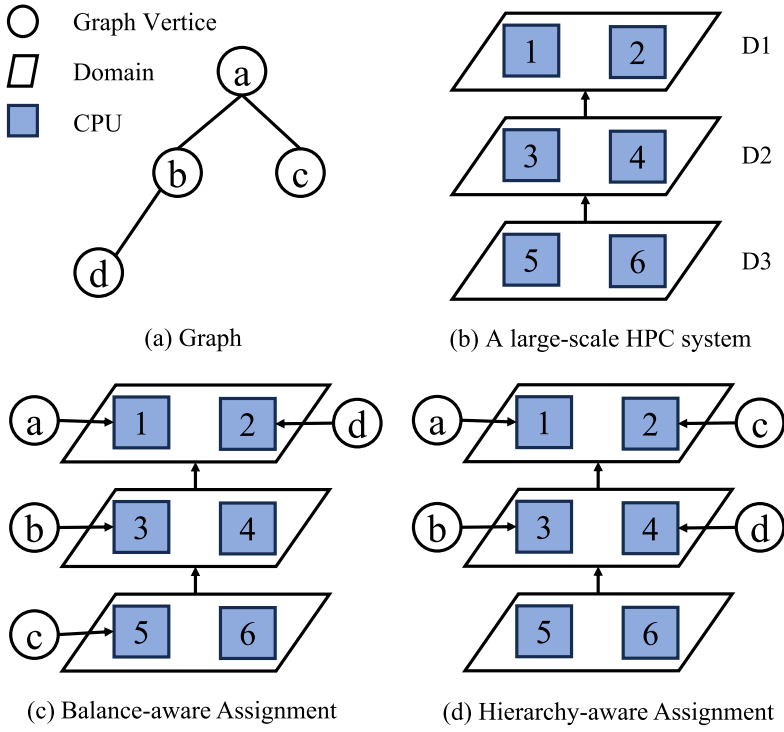 Graph Vertice
Domain
CPU
a
b
c
d
(a) Graph
1 2 D1
3 4 D2
5 6 D3
(b) A large-scale HPC system
a 1 2 d
b 3 4
c 5 6
(c) Balance-aware Assignment
a 1 2 c
b 3 4 d
5 6
(d) Hierarchy-aware Assignment